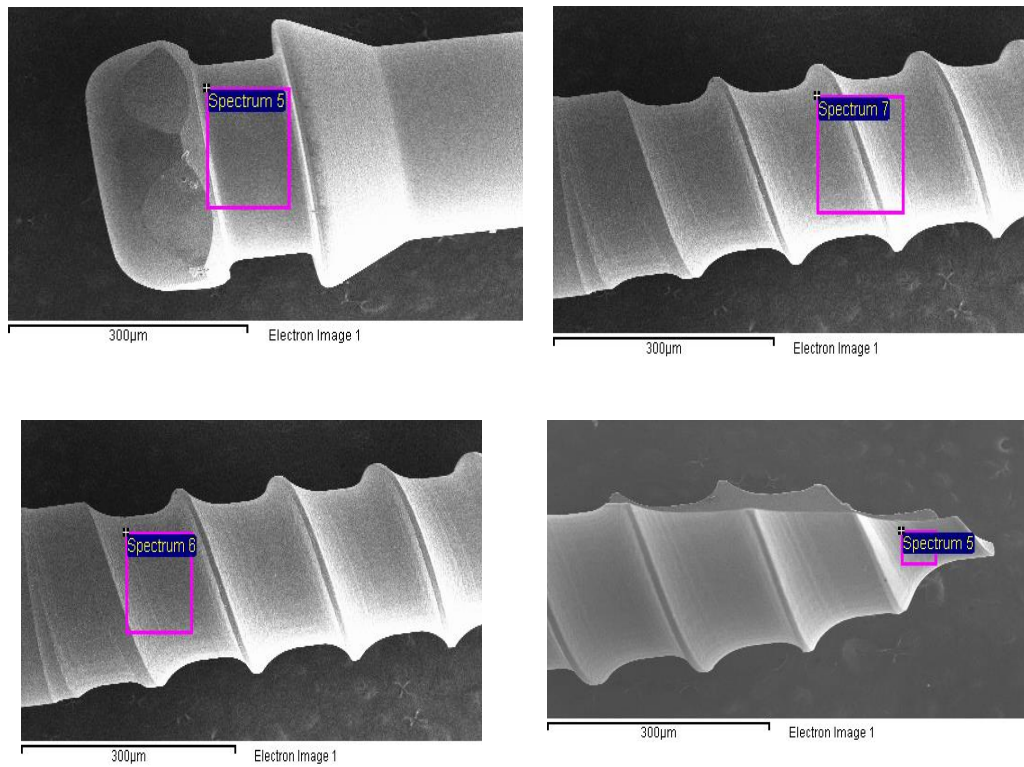 Spectrum 5
300µm
Electron Image 1
Spectrum 7
300µm
Electron Image 1
Spectrum 6
300µm
Electron Image 1
Spectrum 5
300µm
Electron Image 1